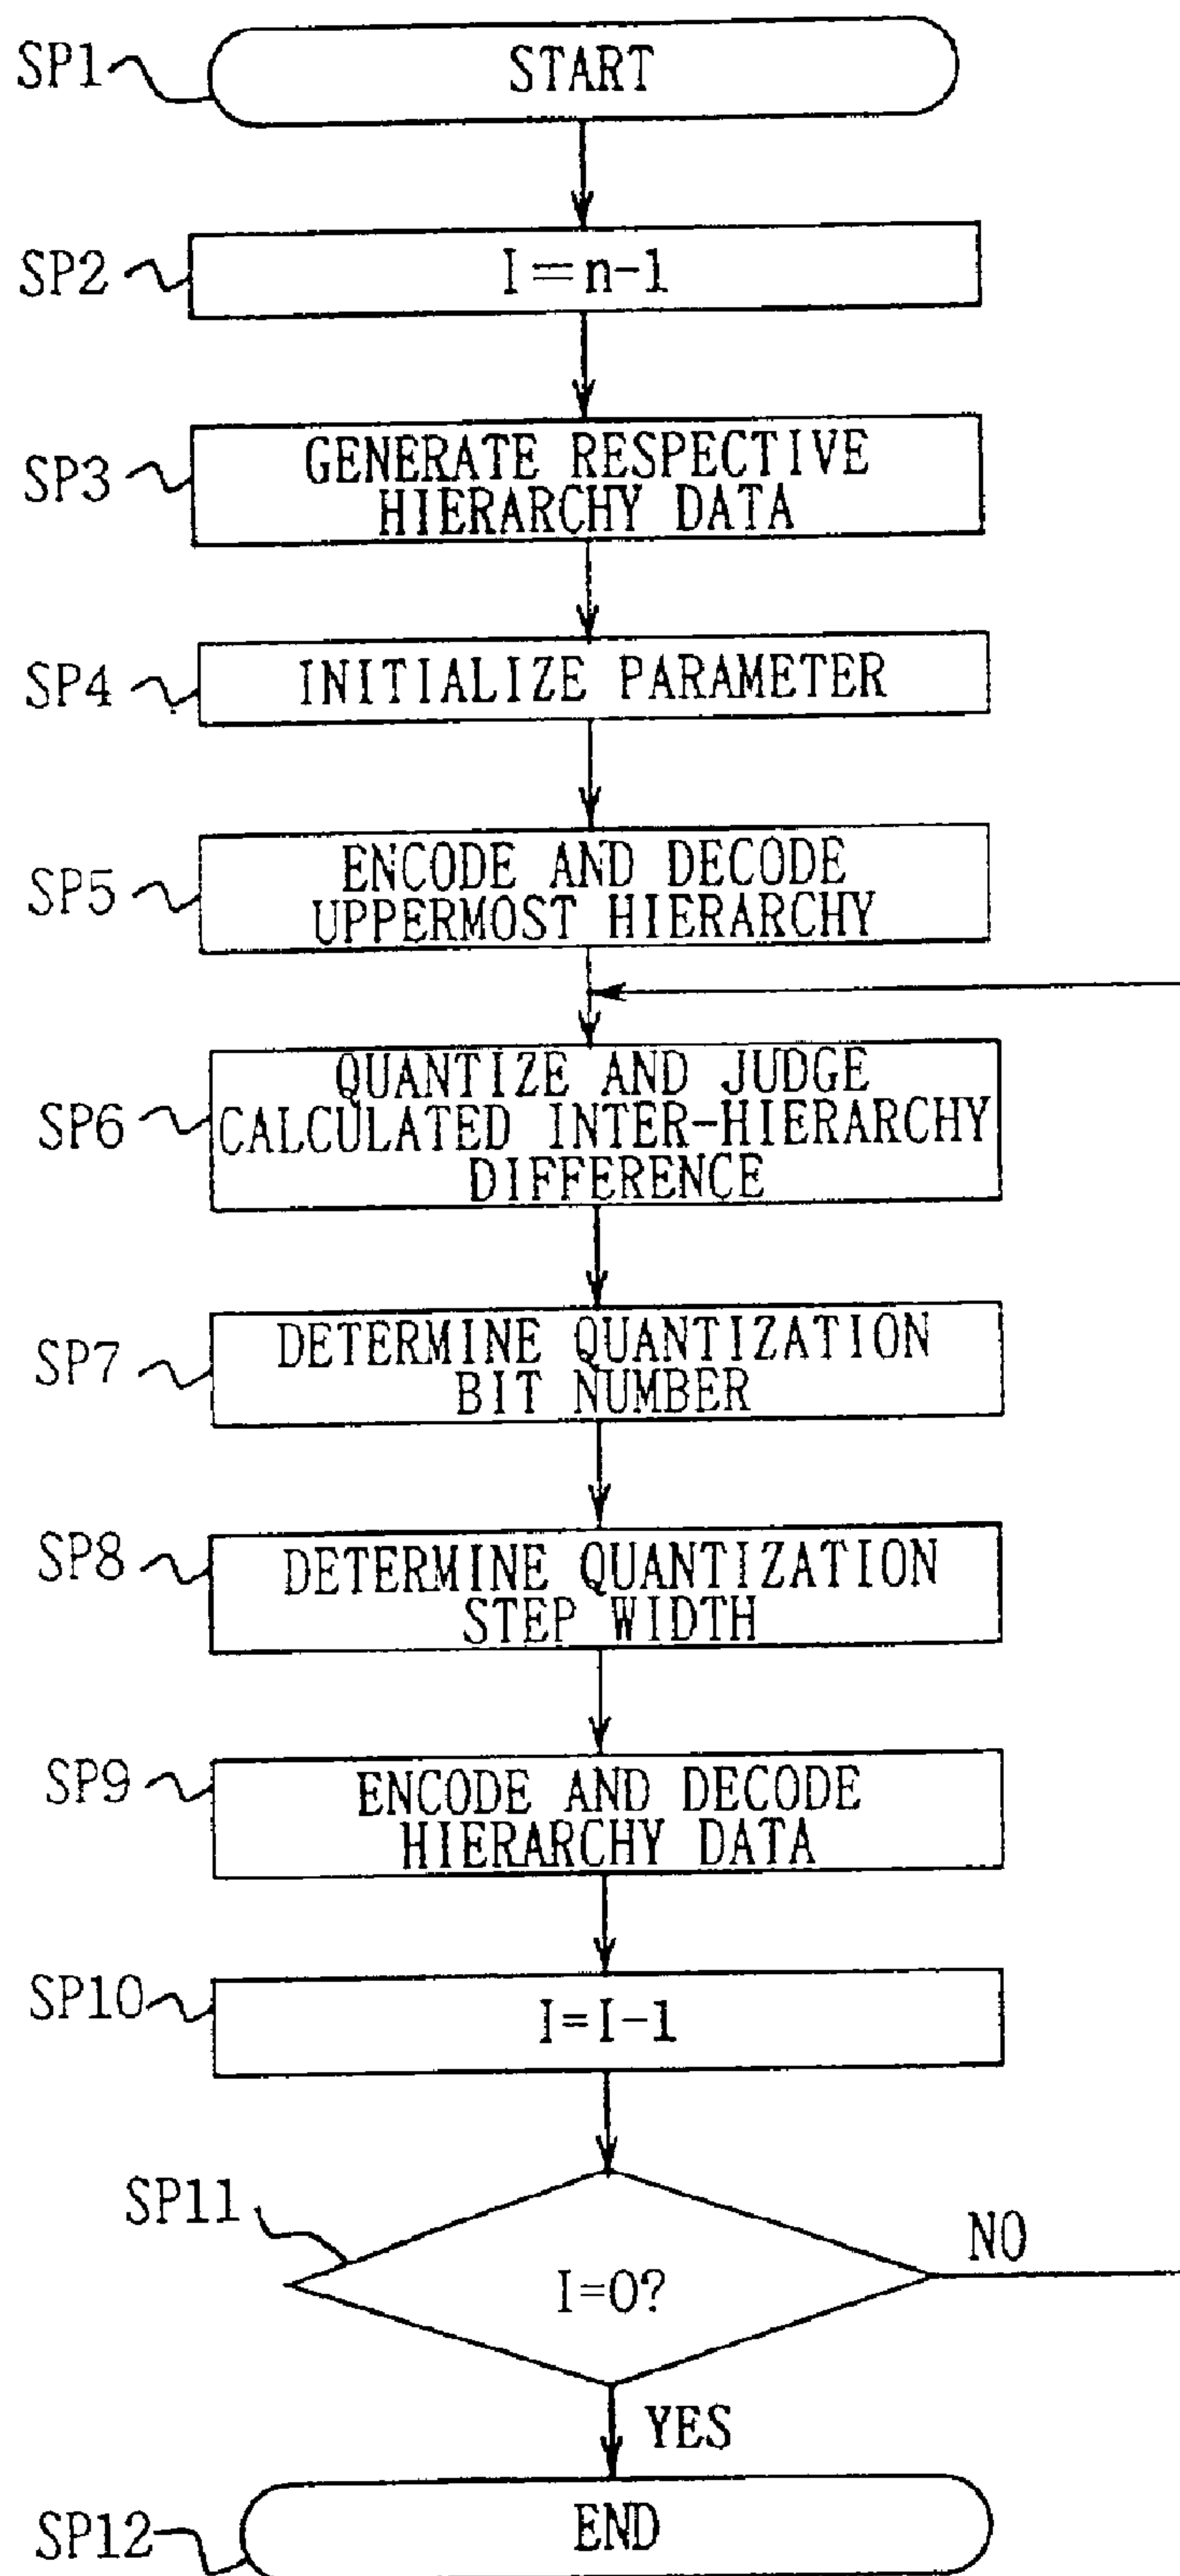 SP1
START
SP2
I=n-1
SP3
GENERATE RESPECTIVE
HIERARCHY DATA
SP4
INITIALIZE PARAMETER
SP5
ENCODE AND DECODE
UPPERMOST HIERARCHY
SP6
QUANTIZE AND JUDGE
CALCULATED INTER-HIERARCHY
DIFFERENCE
SP7
DETERMINE QUANTIZATION
BIT NUMBER
SP8
DETERMINE QUANTIZATION
STEP WIDTH
SP9
ENCODE AND DECODE
HIERARCHY DATA
SP10
I=I-1
SP11
I=0?
NO
YES
SP12
END